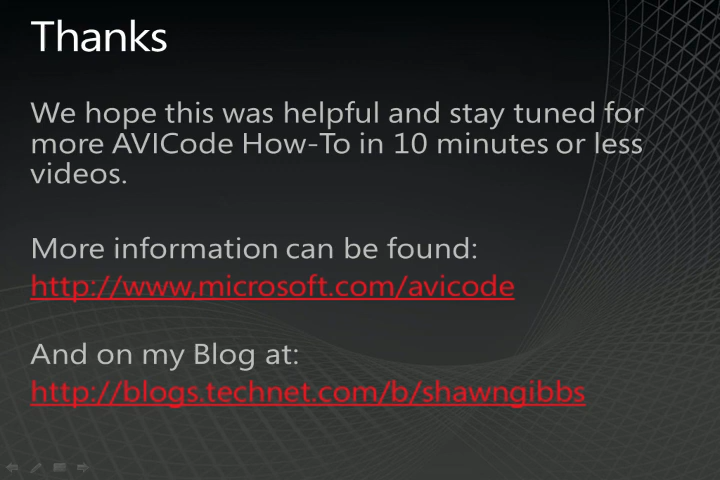 Thanks
We hope this was helpful and stay tuned for
more AVICode How-To in 10 minutes or less
videos.
More information can be found:
http://www,microsoft.com/avicode
And on my Blog at:
http://blogs.technet.com/b/shawngibbs